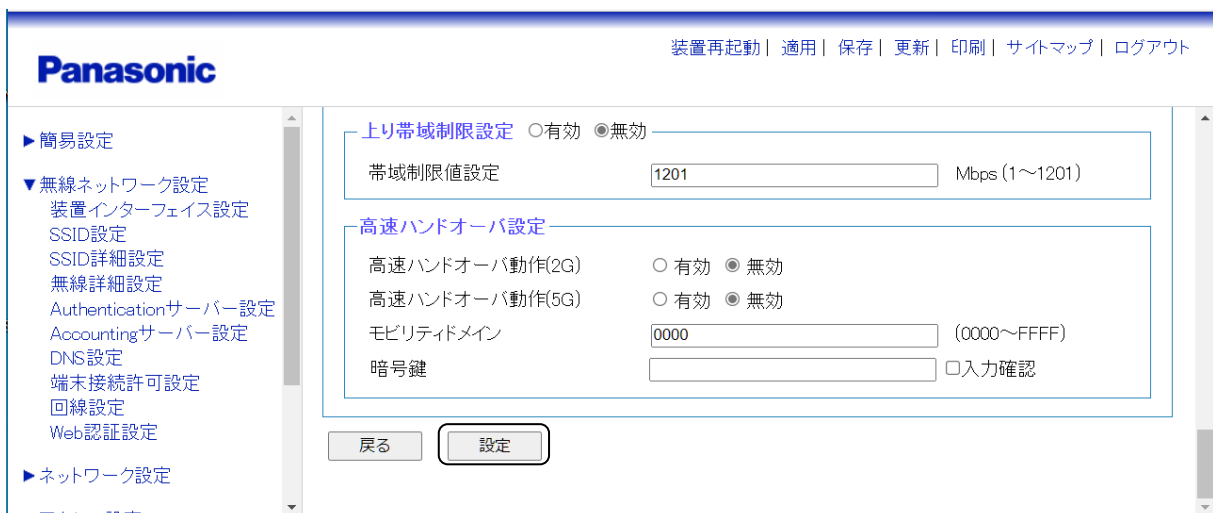 Panasonic
装置再起動| 適用| 保存| 更新| 印刷| サイトマップ| ログアウト
▶簡易設定
▼無線ネットワーク設定
装置インターフェイス設定
SSID設定
SSID詳細設定
無線詳細設定
Authenticationサーバー設定
Accountingサーバー設定
DNS設定
端末接続許可設定
回線設定
Web認証設定
▶ネットワーク設定
上り帯域制限設定 ○有効 ◉無効
帯域制限値設定 1201 Mbps (1～1201)
高速ハンドオーバ設定
高速ハンドオーバ動作(2G) ○ 有効 ◉ 無効
高速ハンドオーバ動作(5G) ○ 有効 ◉ 無効
モビリティドメイン 0000 (0000～FFFF)
暗号鍵 □入力確認
戻る 設定